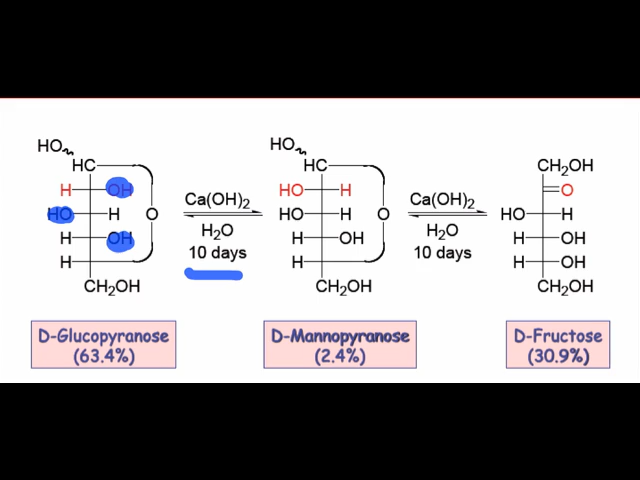 HO
HC
H OH
HO H
O
H OH
H
CH2OH
D-Glucopyranose
(63.4%)
Ca(OH)2
H2O
10 days
HO
HC
HO H
HO H
O
H OH
H
CH2OH
D-Mannopyranose
(2.4%)
Ca(OH)2
H2O
10 days
CH2OH
O
HO H
H OH
H OH
CH2OH
D-Fructose
(30.9%)